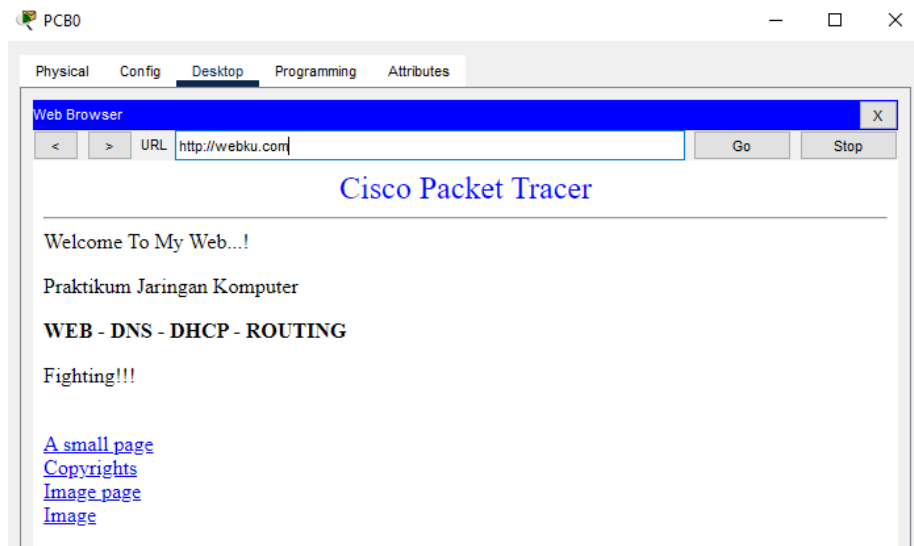 PCB0
Physical Config Desktop Programming Attributes
Web Browser X
< > URL http://webku.com Go Stop
Cisco Packet Tracer
Welcome To My Web...!
Praktikum Jaringan Komputer
WEB - DNS - DHCP - ROUTING
Fighting!!!
A small page
Copyrights
Image page
Image